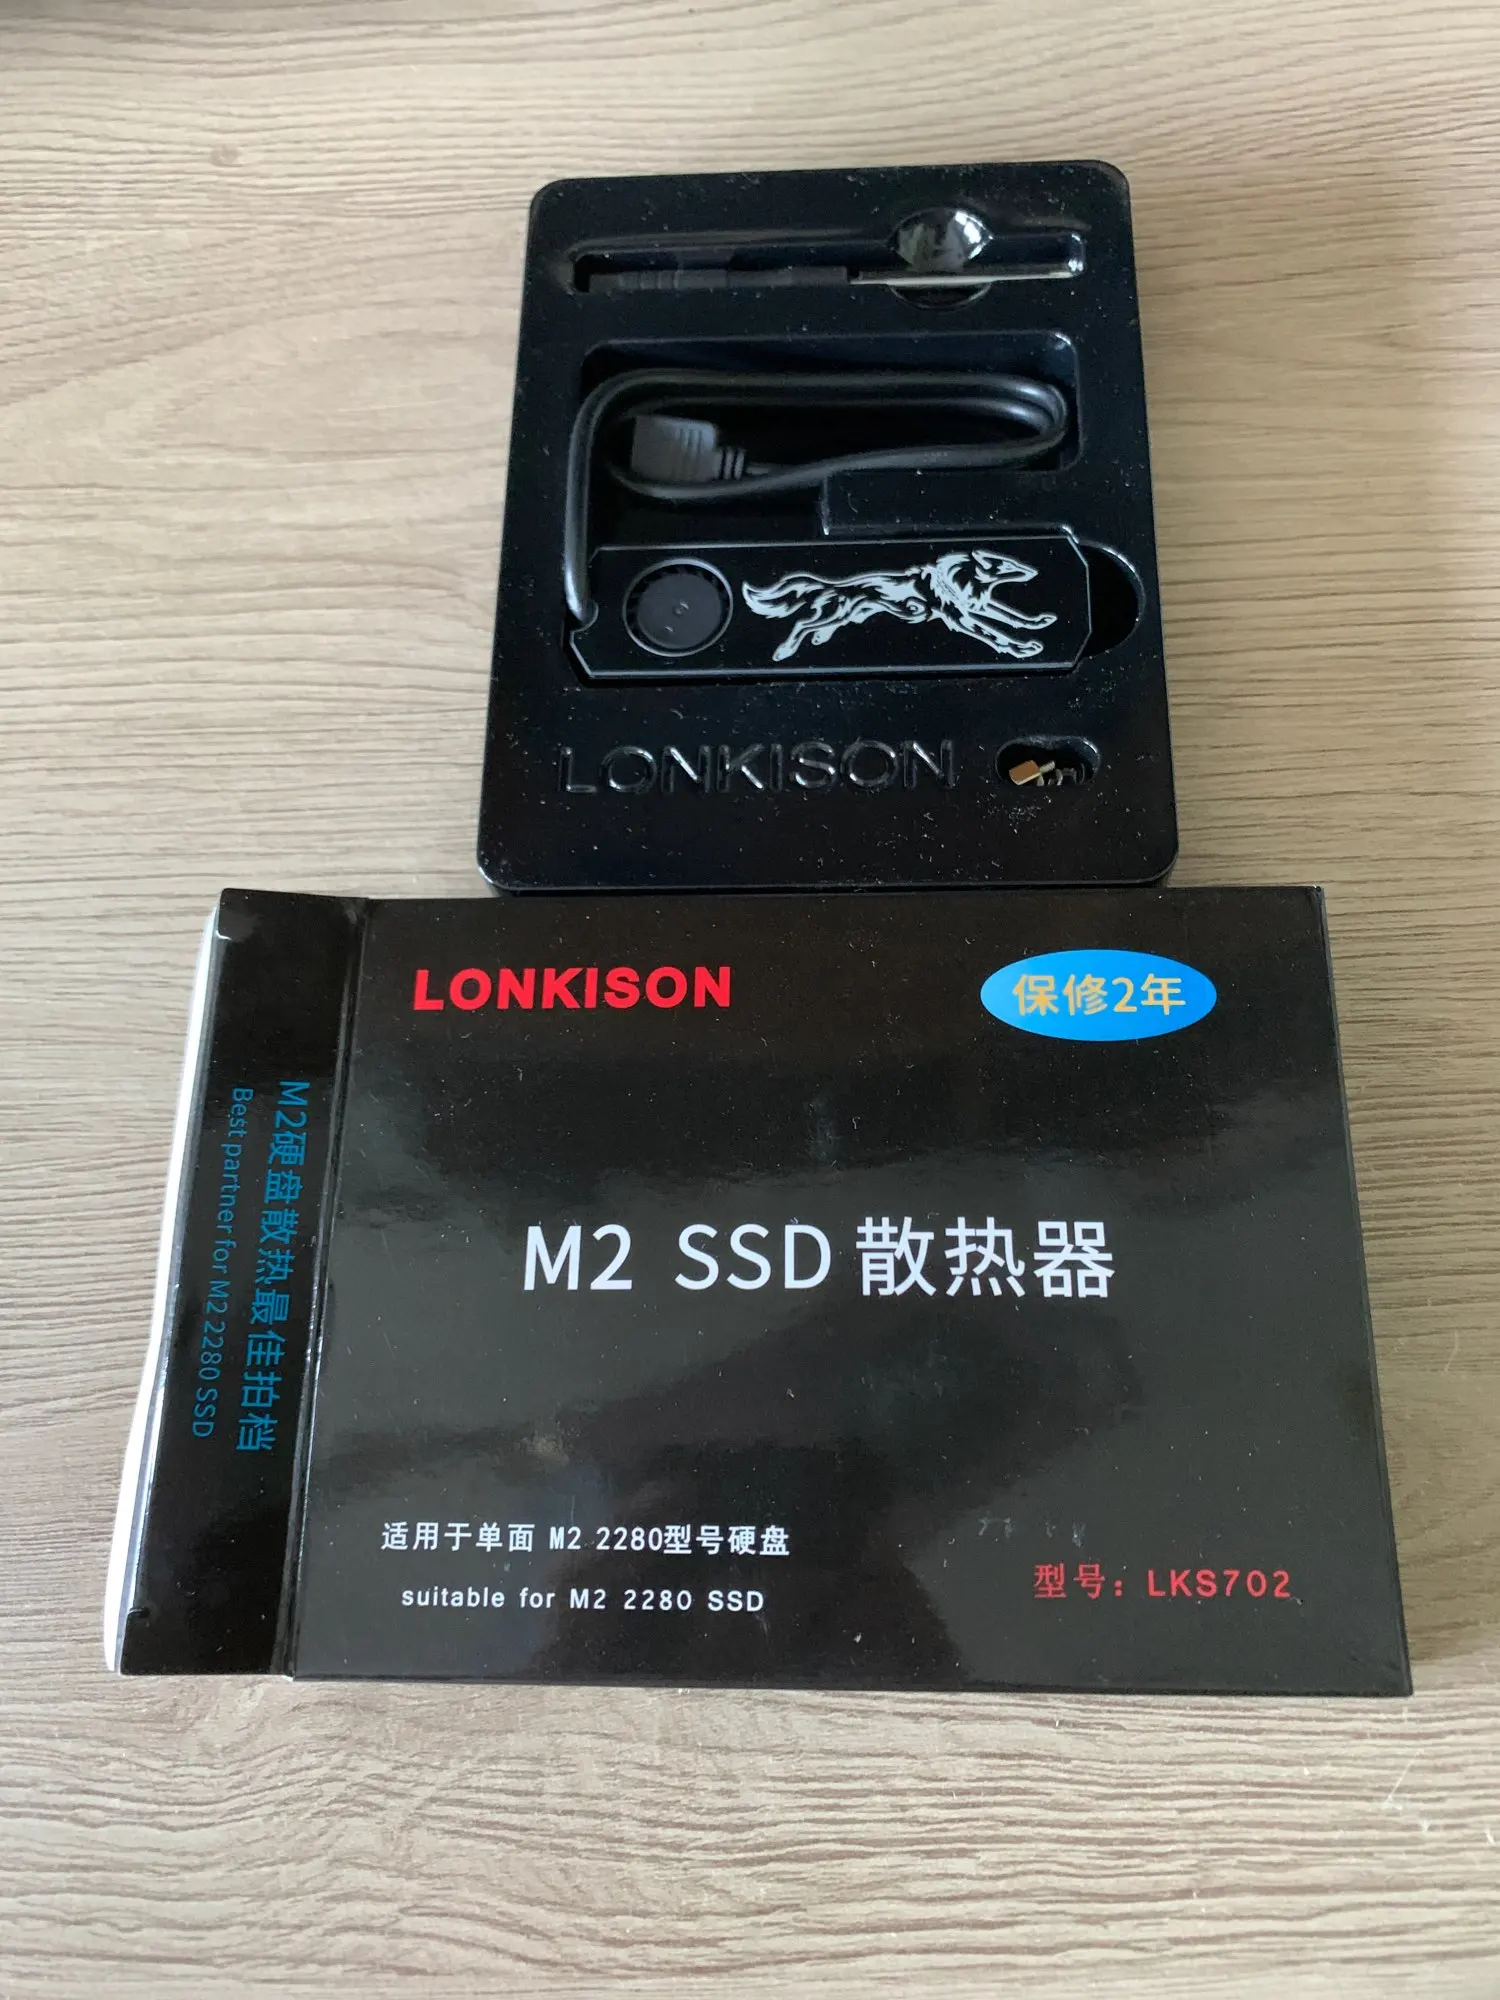 LONKISON
LONKISON
保修2年
M2硬盘散热最佳拍档
Best partner for M2 2280 SSD
M2 SSD 散热器
适用于单面 M2 2280型号硬盘
suitable for M2 2280 SSD
型号：LKS702